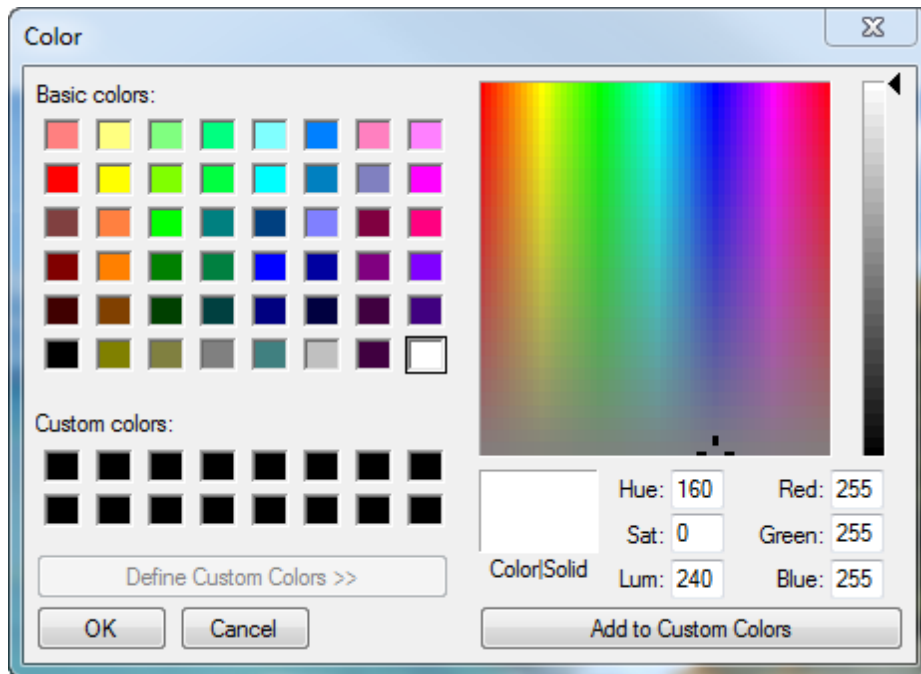 Color
Basic colors:
Custom colors:
Define Custom Colors >>
OK Cancel
Color|Solid
Hue: 160 Red: 255
Sat: 0 Green: 255
Lum: 240 Blue: 255
Add to Custom Colors